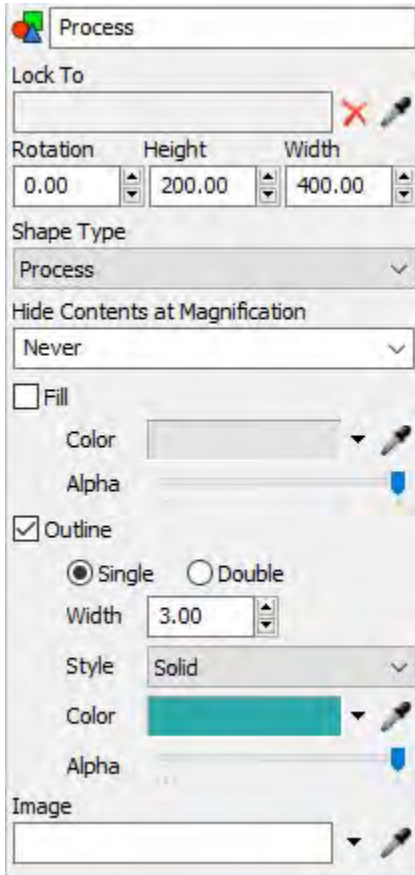 Process
Lock To
Rotation Height Width
0.00 200.00 400.00
Shape Type
Process
Hide Contents at Magnification
Never
Fill
Color
Alpha
Outline
Single Double
Width 3.00
Style Solid
Color
Alpha
Image